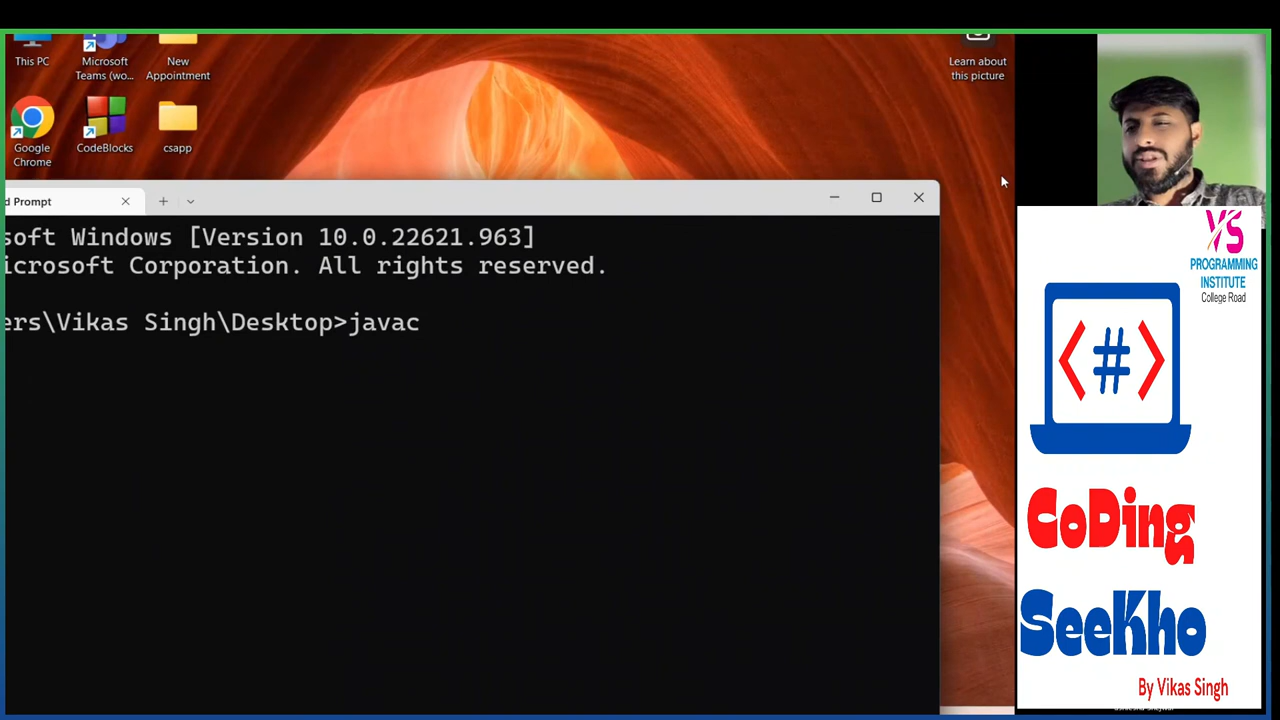 This PC
Microsoft
Teams (wo...
New
Appointment
Learn about
this picture
Google
Chrome
CodeBlocks
csapp
d Prompt
soft Windows [Version 10.0.22621.963]
icrosoft Corporation. All rights reserved.
ers\Vikas Singh\Desktop>javac
YS
PROGRAMMING
INSTITUTE
College Road
<#>
CoDing
SeeKho
By Vikas Singh